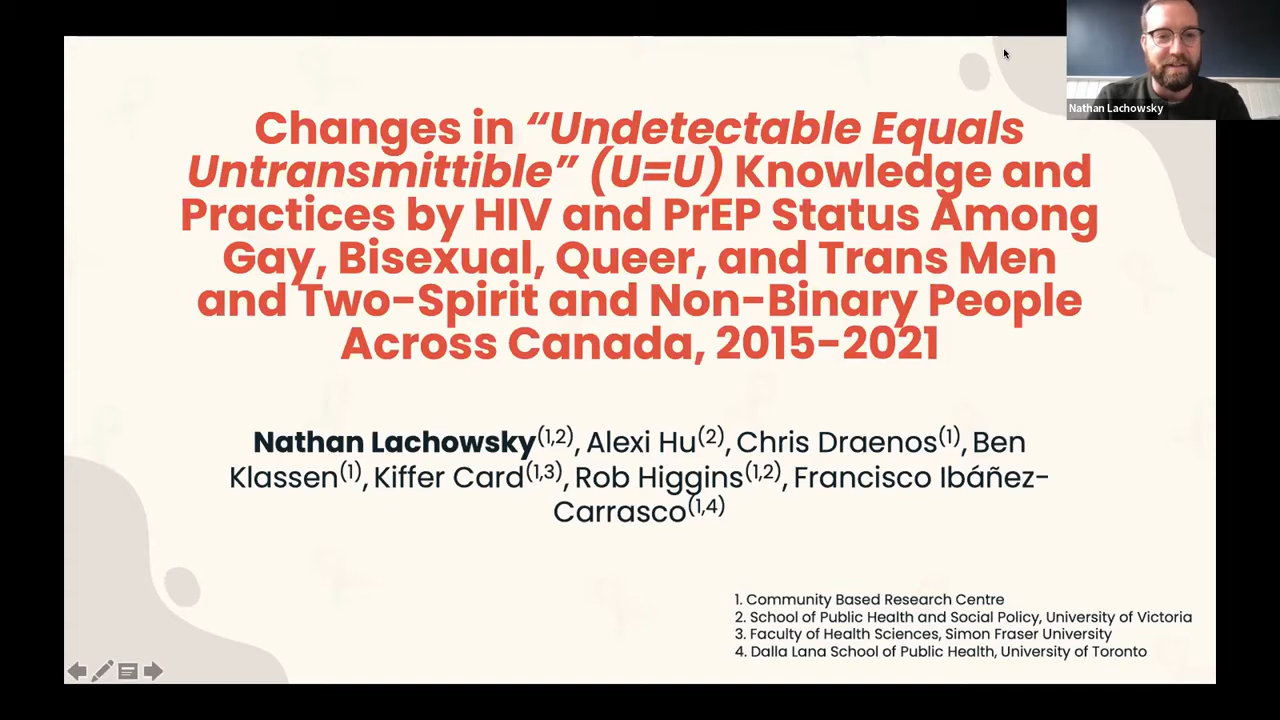 Nathan Lachowsky
Changes in “Undetectable Equals
Untransmittible” (U=U) Knowledge and
Practices by HIV and PrEP Status Among
Gay, Bisexual, Queer, and Trans Men
and Two-Spirit and Non-Binary People
Across Canada, 2015-2021
Nathan Lachowsky(1,2), Alexi Hu(2), Chris Draenos(1), Ben
Klassen(1), Kiffer Card(1,3), Rob Higgins(1,2), Francisco Ibáñez-
Carrasco(1,4)
1. Community Based Research Centre
2. School of Public Health and Social Policy, University of Victoria
3. Faculty of Health Sciences, Simon Fraser University
4. Dalla Lana School of Public Health, University of Toronto